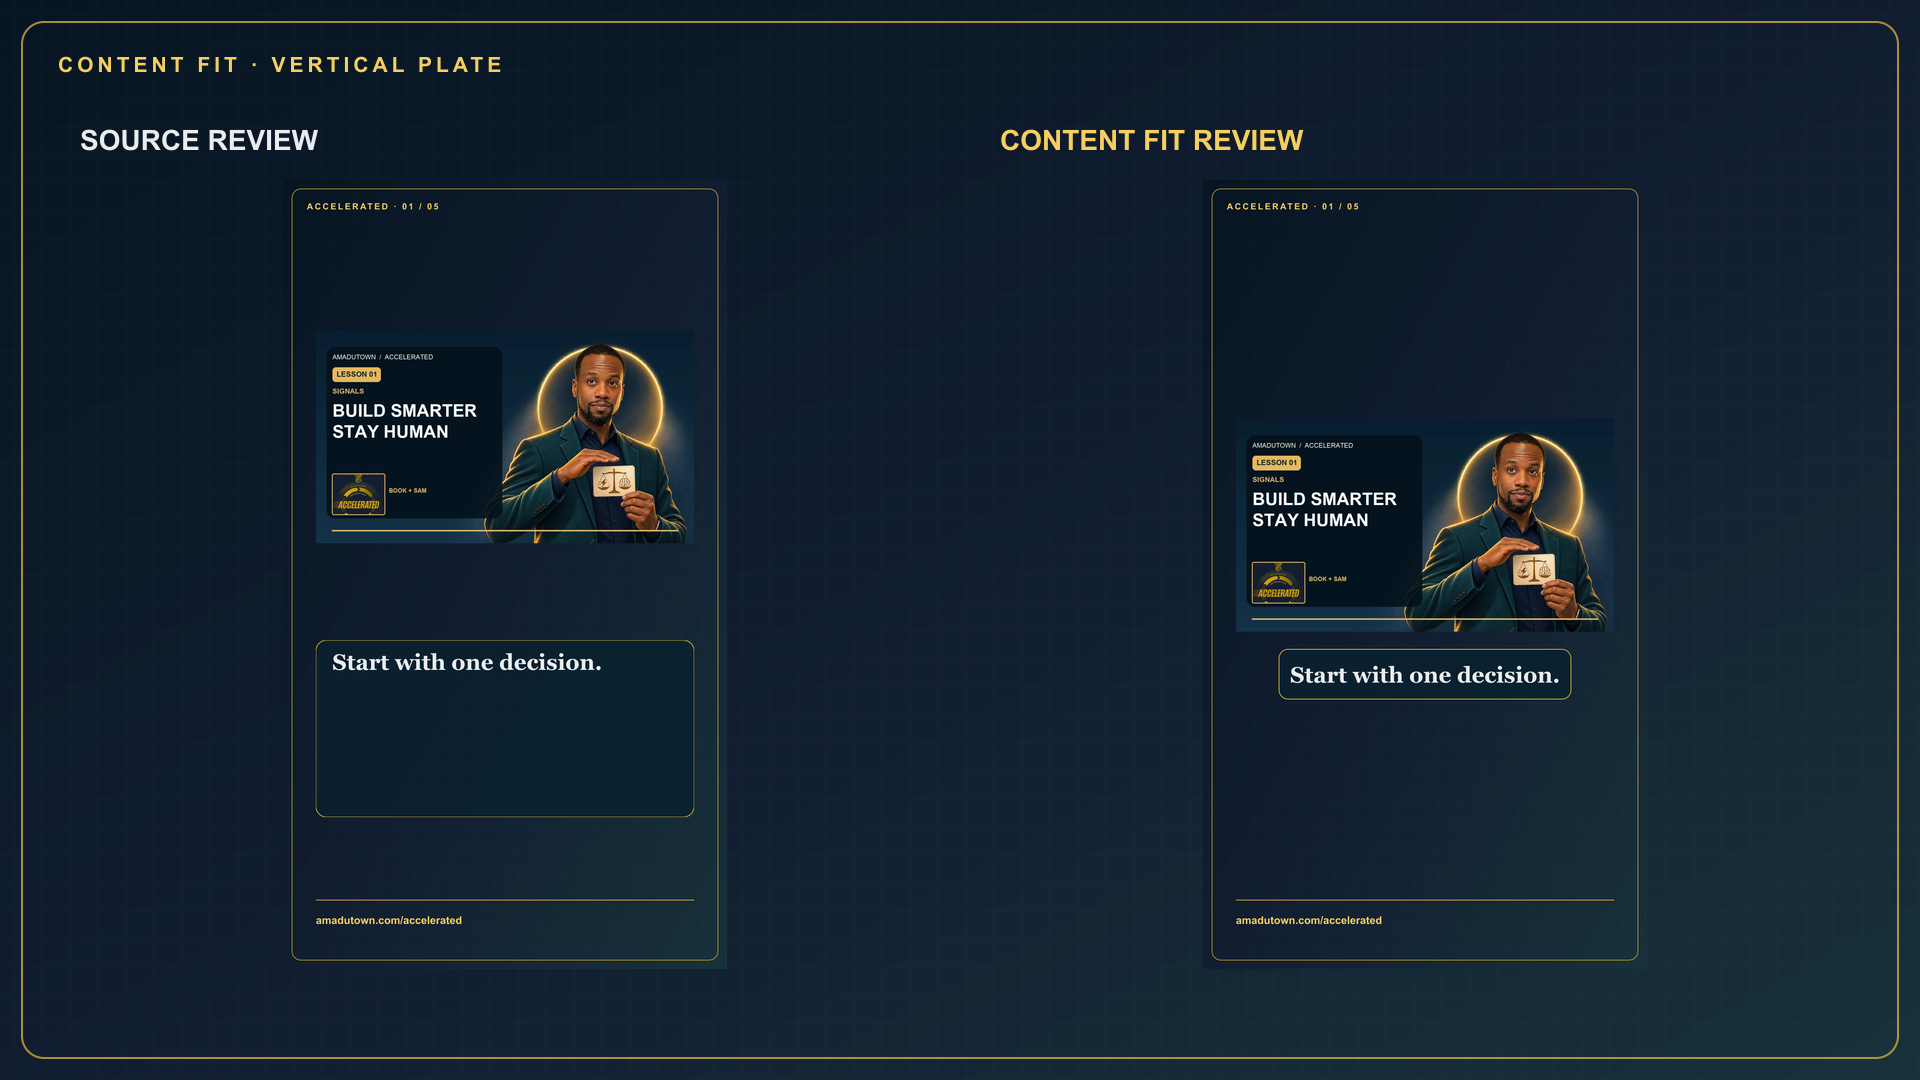 CONTENT FIT · VERTICAL PLATE
SOURCE REVIEW
ACCELERATED · 01 / 05
AMADUTOWN / ACCELERATED
LESSON 01
SIGNALS
BUILD SMARTER
STAY HUMAN
ACCELERATED
BOOK + SAM
Start with one decision.
amadutown.com/accelerated
CONTENT FIT REVIEW
ACCELERATED · 01 / 05
AMADUTOWN / ACCELERATED
LESSON 01
SIGNALS
BUILD SMARTER
STAY HUMAN
ACCELERATED
BOOK + SAM
Start with one decision.
amadutown.com/accelerated